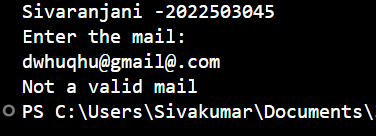 Sivaranjani -2022503045
Enter the mail:
dwhuqhu@gmail@.com
Not a valid mail
PS C:\Users\Sivakumar\Documents\